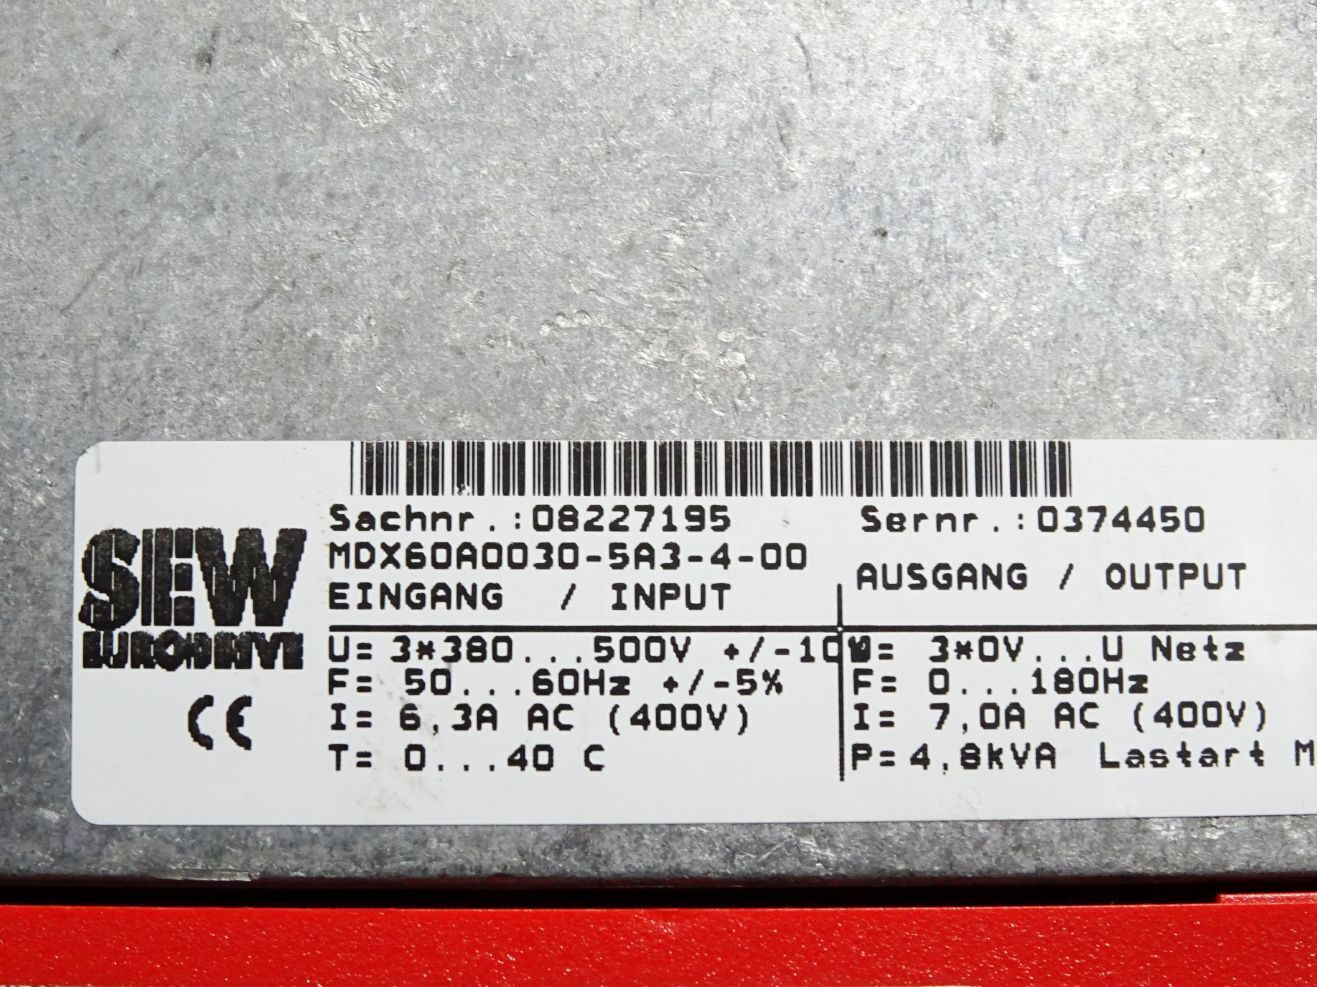 Sachnr.:08227195
Sernr.:0374450
MDX60A0030-5A3-4-00
EINGANG / INPUT
AUSGANG / OUTPUT
SEW
EURODRIVE
CE
U= 3*380...500V +/-10
F= 50...60Hz +/-5%
I= 6,3A AC (400V)
T= 0...40 C
U= 3*0V...U Netz
F= 0...180Hz
I= 7,0A AC (400V)
P=4,8kVA Lastart M